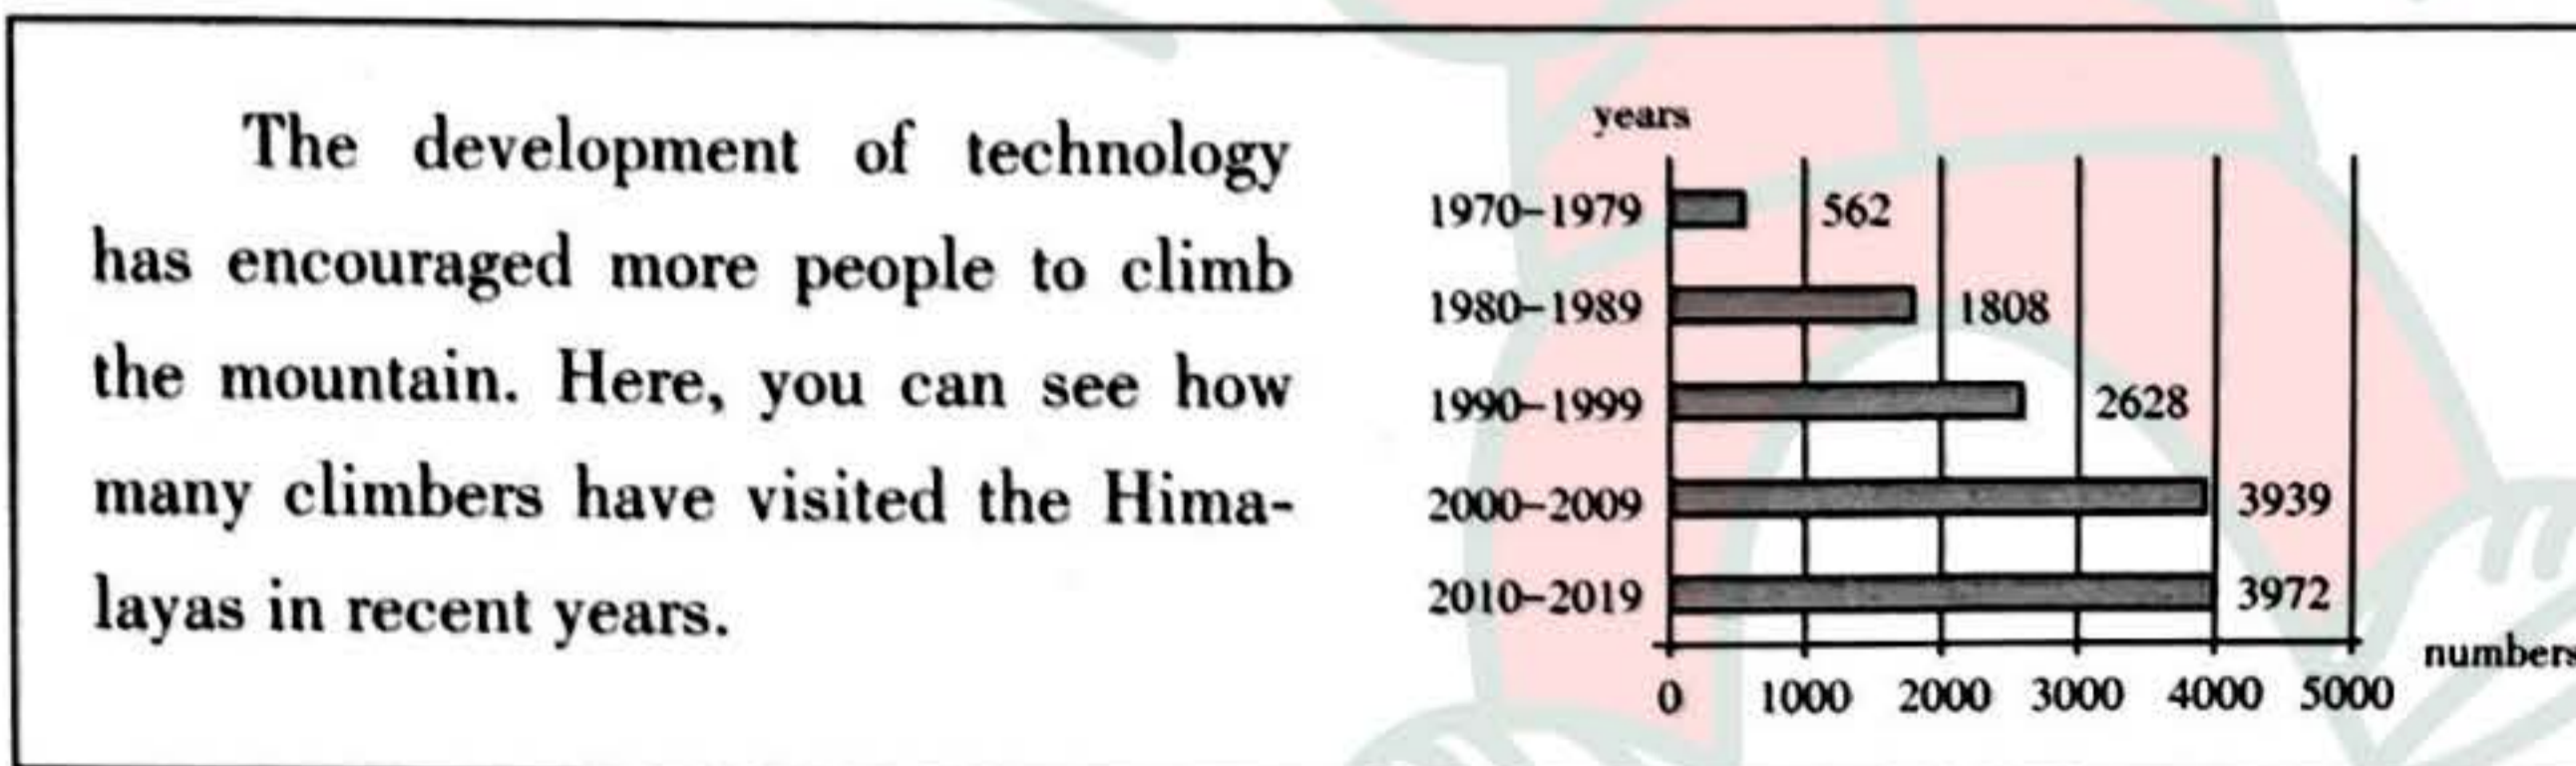 The development of technology
has encouraged more people to climb
the mountain. Here, you can see how
many climbers have visited the Hima-
layas in recent years.
years
1970–1979 562
1980–1989 1808
1990–1999 2628
2000–2009 3939
2010–2019 3972
0 1000 2000 3000 4000 5000 numbers